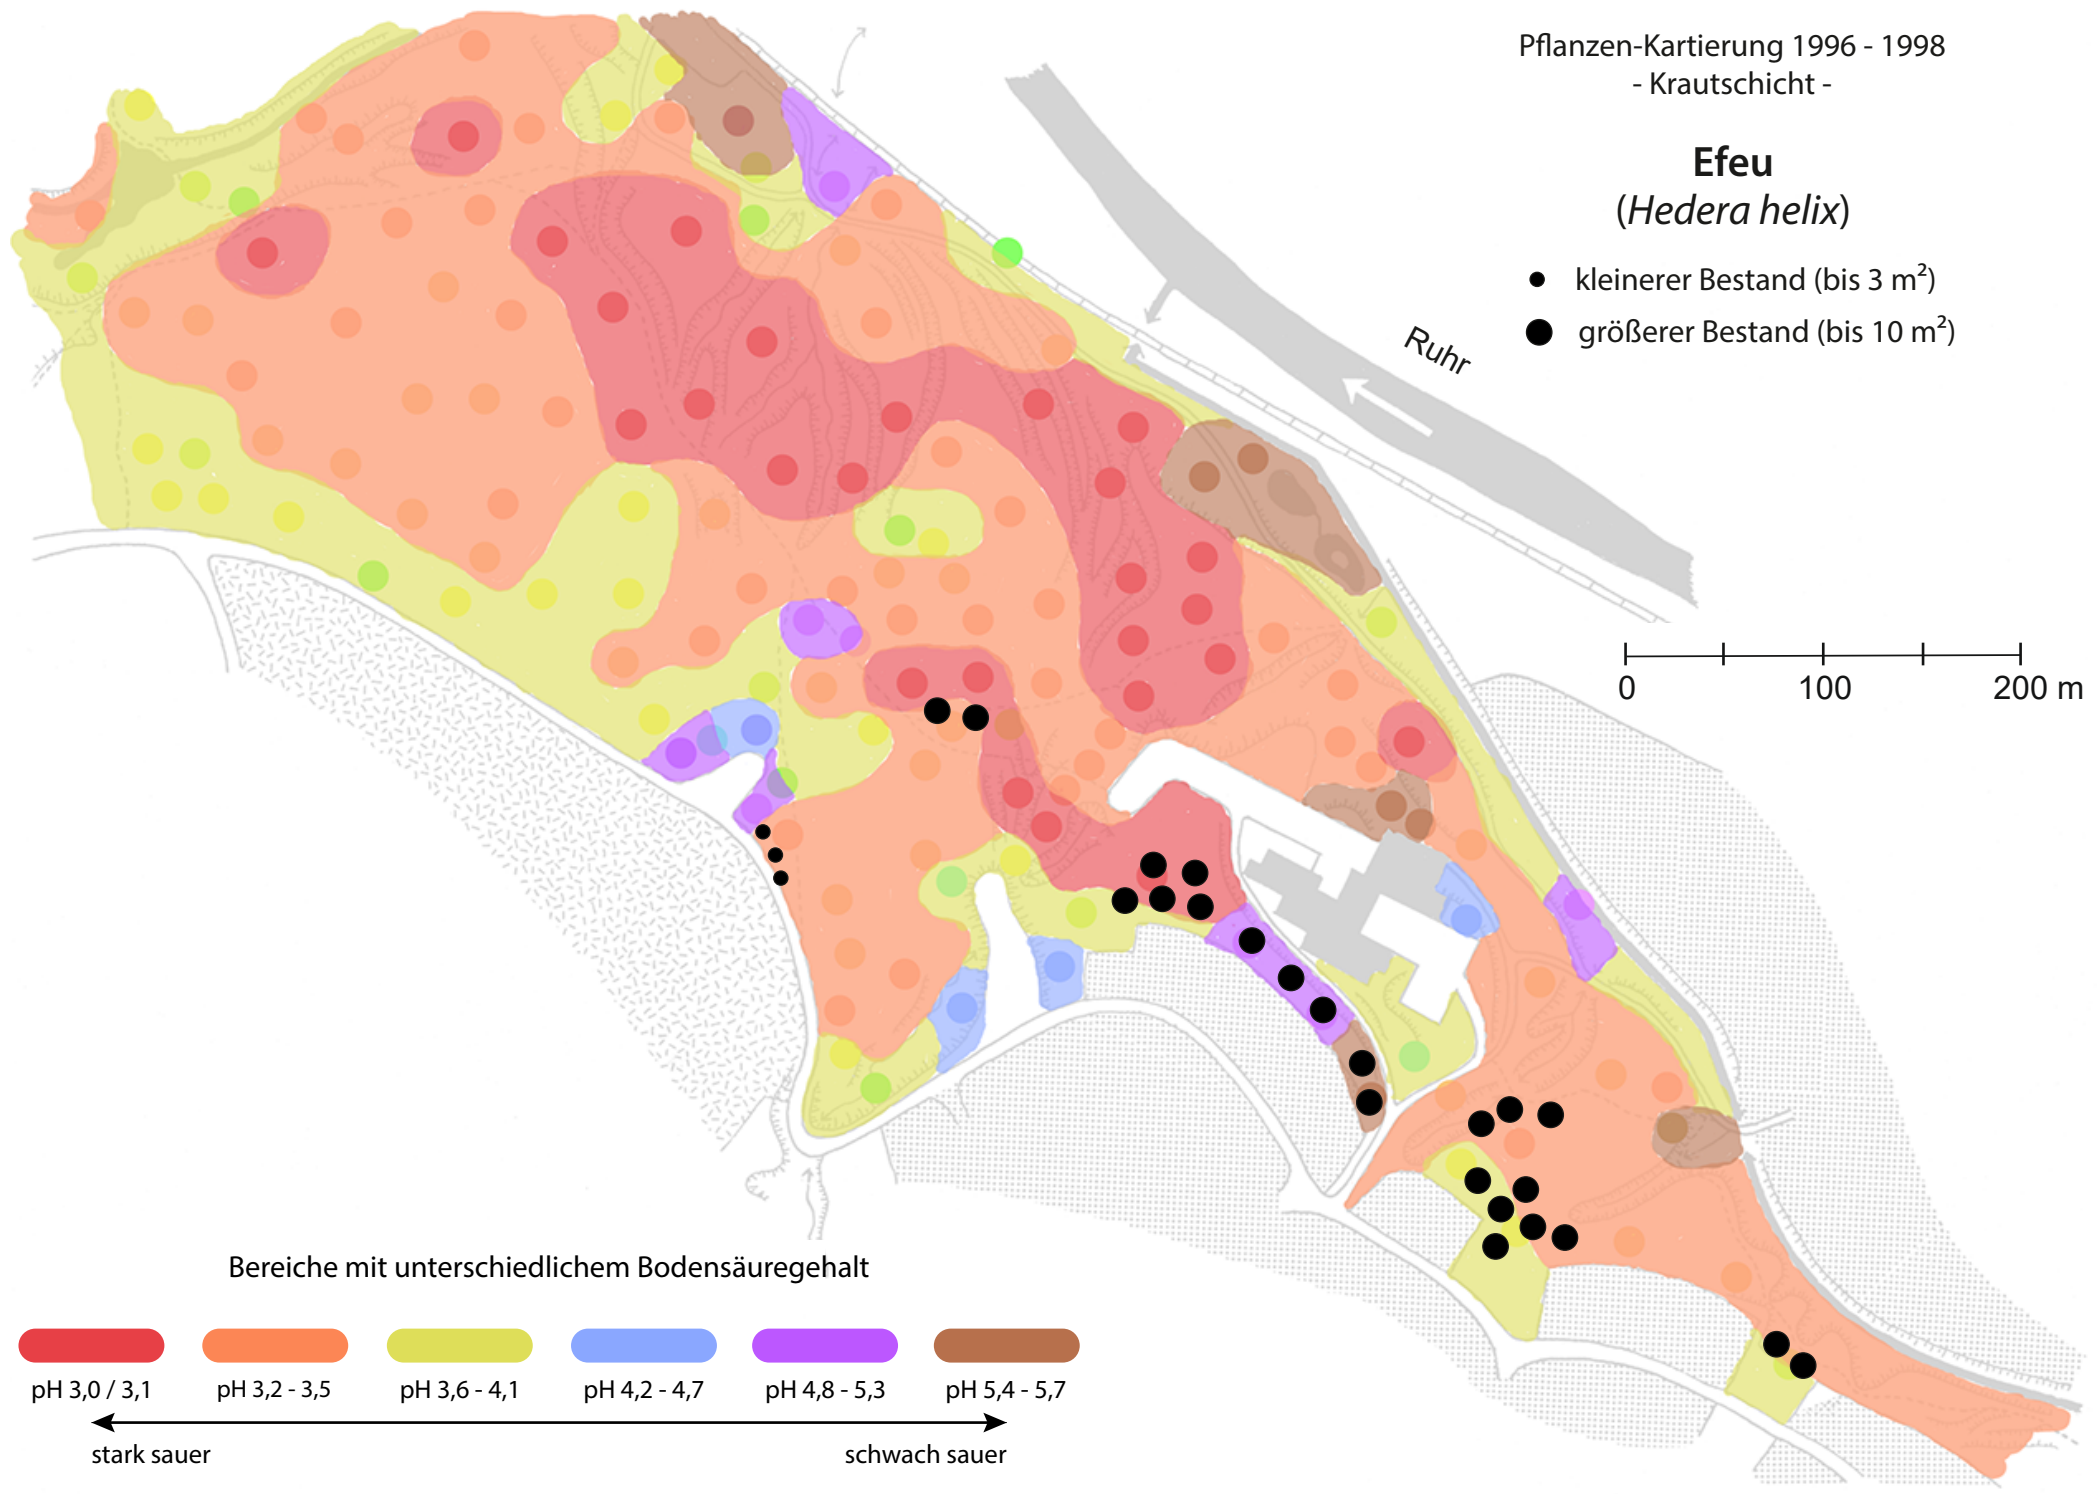 Pflanzen-Kartierung 1996 - 1998
- Krautschicht -
Efeu
(Hedera helix)
kleinerer Bestand (bis 3 m²)
größerer Bestand (bis 10 m²)
Ruhr
0 100 200 m
Bereiche mit unterschiedlichem Bodensäuregehalt
pH 3,0 / 3,1 pH 3,2 - 3,5 pH 3,6 - 4,1 pH 4,2 - 4,7 pH 4,8 - 5,3 pH 5,4 - 5,7
stark sauer schwach sauer